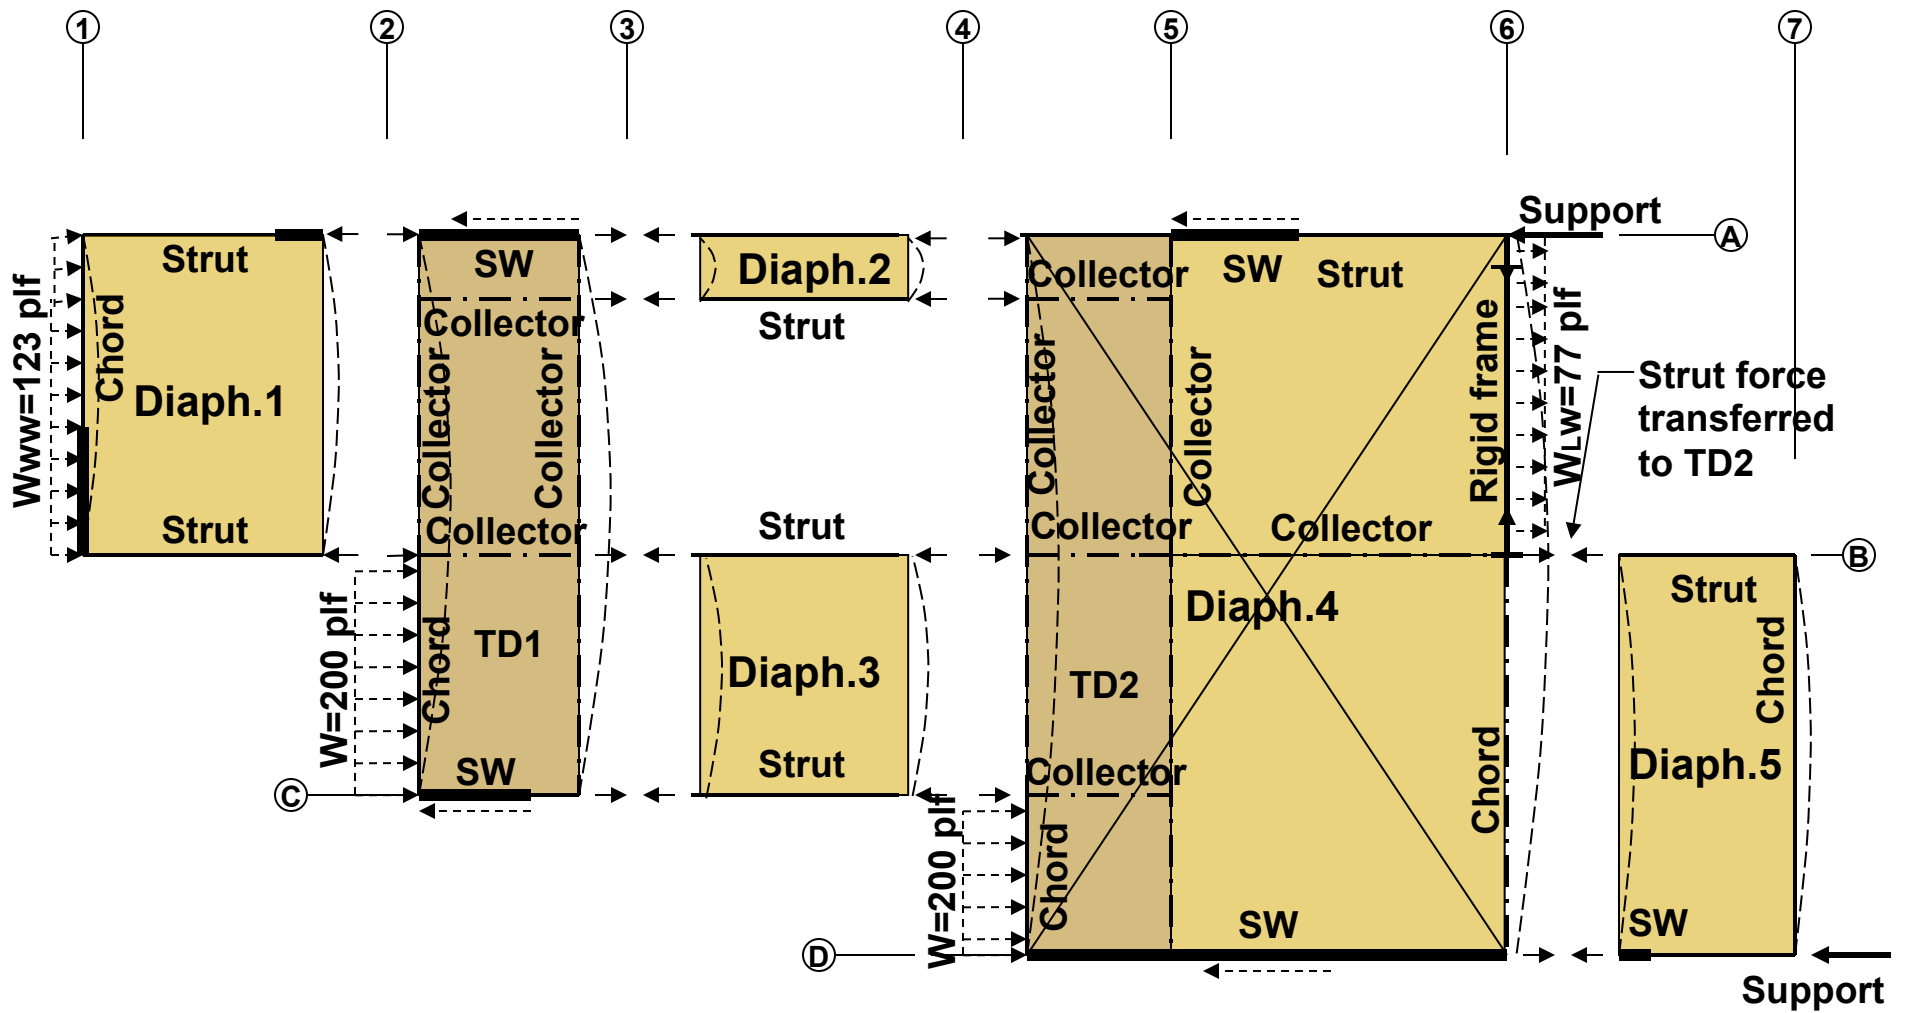 1
2
3
4
5
6
7
Support
A
Strut
SW
Diaph.2
Collector
SW
Strut
Collector
Strut
Www=123 plf
Chord
Diaph.1
Collector
Collector
Collector
Collector
Rigid frame
WLW=77 plf
Strut force
transferred
to TD2
Strut
Collector
Strut
Collector
Collector
B
Strut
W=200 plf
Chord
TD1
Diaph.3
Diaph.4
TD2
Chord
Chord
Diaph.5
SW
Strut
Collector
C
W=200 plf
Chord
SW
SW
D
Support